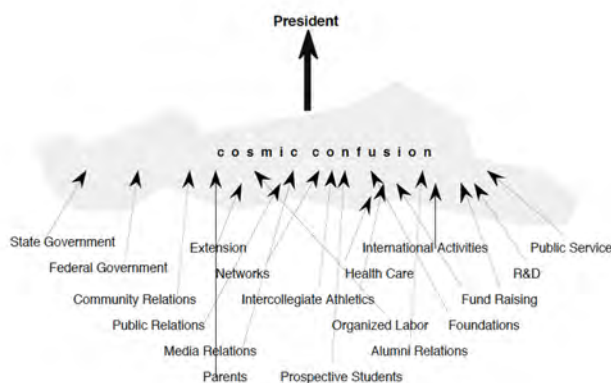 President
cosmic confusion
State Government
Extension
International Activities
Public Service
Federal Government
Networks
Health Care
R&D
Community Relations
Intercollegiate Athletics
Fund Raising
Public Relations
Organized Labor
Foundations
Media Relations
Alumni Relations
Parents
Prospective Students